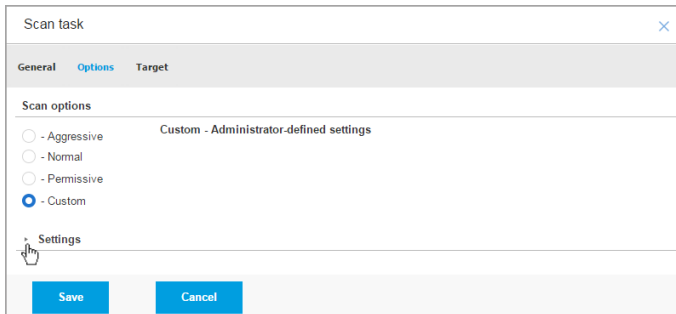 Scan task
General Options Target
Scan options
- Aggressive
Custom - Administrator-defined settings
- Normal
- Permissive
- Custom
Settings
Save Cancel